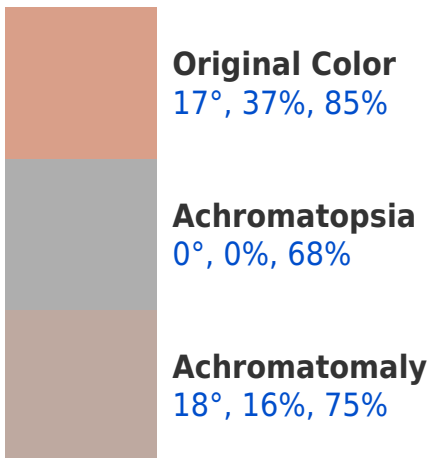 Original Color
17°, 37%, 85%
Achromatopsia
0°, 0%, 68%
Achromatomaly
18°, 16%, 75%